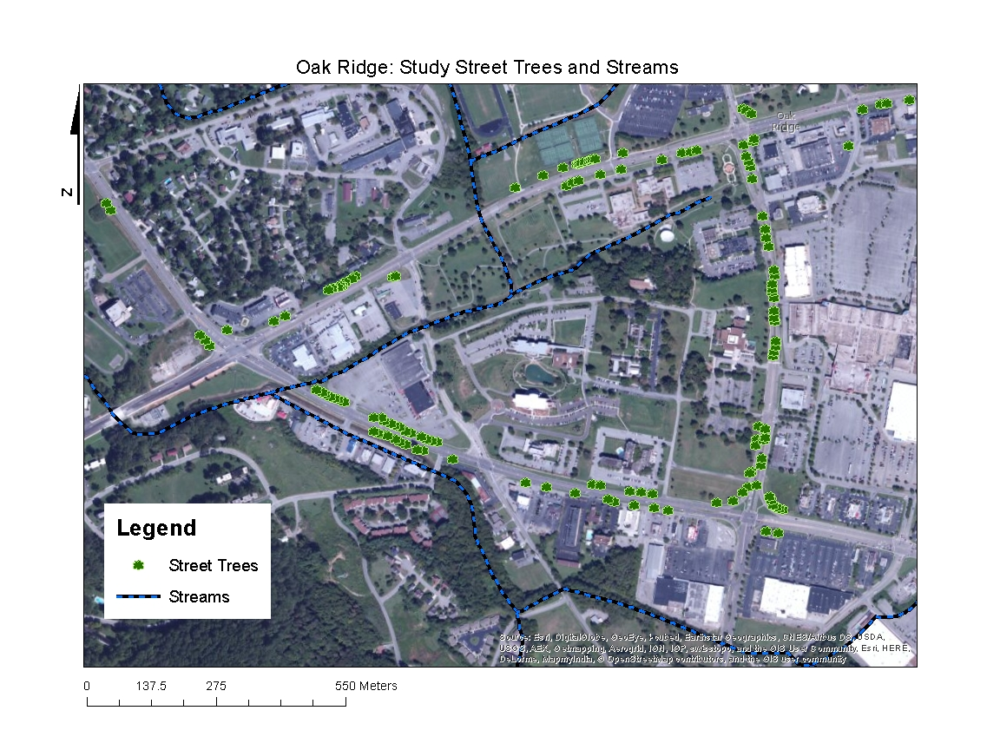 Oak Ridge: Study Street Trees and Streams
Oak
Ridge
N
Legend
Street Trees
Streams
Source: Esri, DigitalGlobe, GeoEye, i-cubed, Earthstar Geographics, CNES/Airbus DS, USDA,
USGS, AEX, Getmapping, Aerogrid, IGN, IGP, swisstopo, and the GIS User Community, Esri, HERE,
DeLorme, MapmyIndia, © OpenStreetMap contributors, and the GIS user community
0 137.5 275 550 Meters